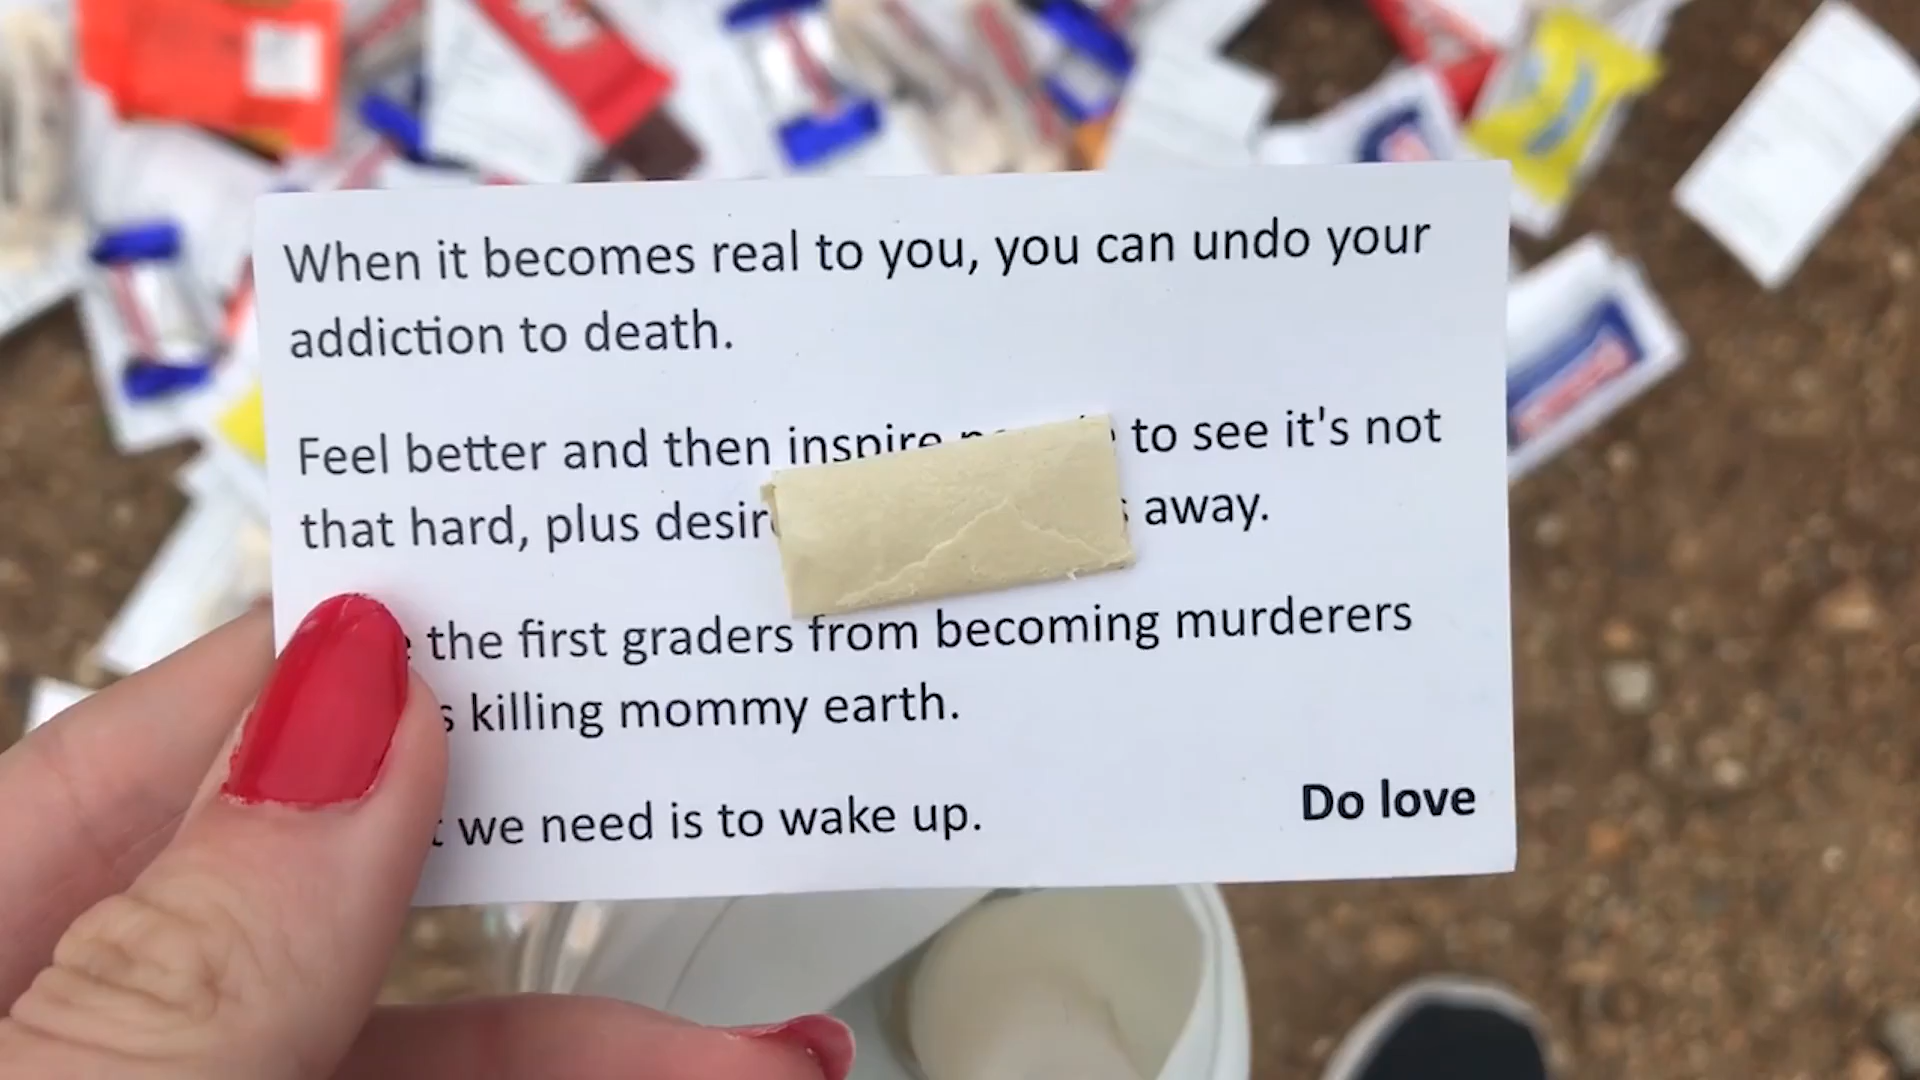 When it becomes real to you, you can undo your
addiction to death.
Feel better and then inspire to see it's not
that hard, plus away.
the first graders from becoming murderers
killing mommy earth.
we need is to wake up.
Do love